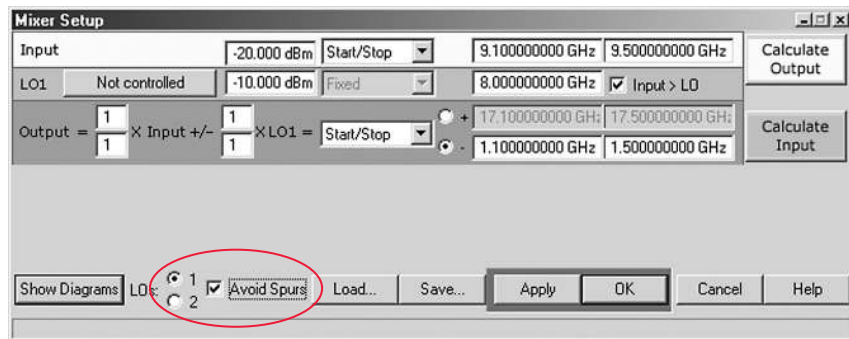 Mixer Setup
Input -20.000 dBm Start/Stop 9.100000000 GHz 9.500000000 GHz Calculate Output
LO1 Not controlled -10.000 dBm Fixed 8.000000000 GHz Input > LO
Output = 1 1 X Input +/- 1 1 X LO1 = Start/Stop + 17.100000000 GH: 17.500000000 GH: Calculate Input
- 1.100000000 GHz 1.500000000 GHz
Show Diagrams LOs: 1 2 Avoid Spurs Load... Save... Apply OK Cancel Help